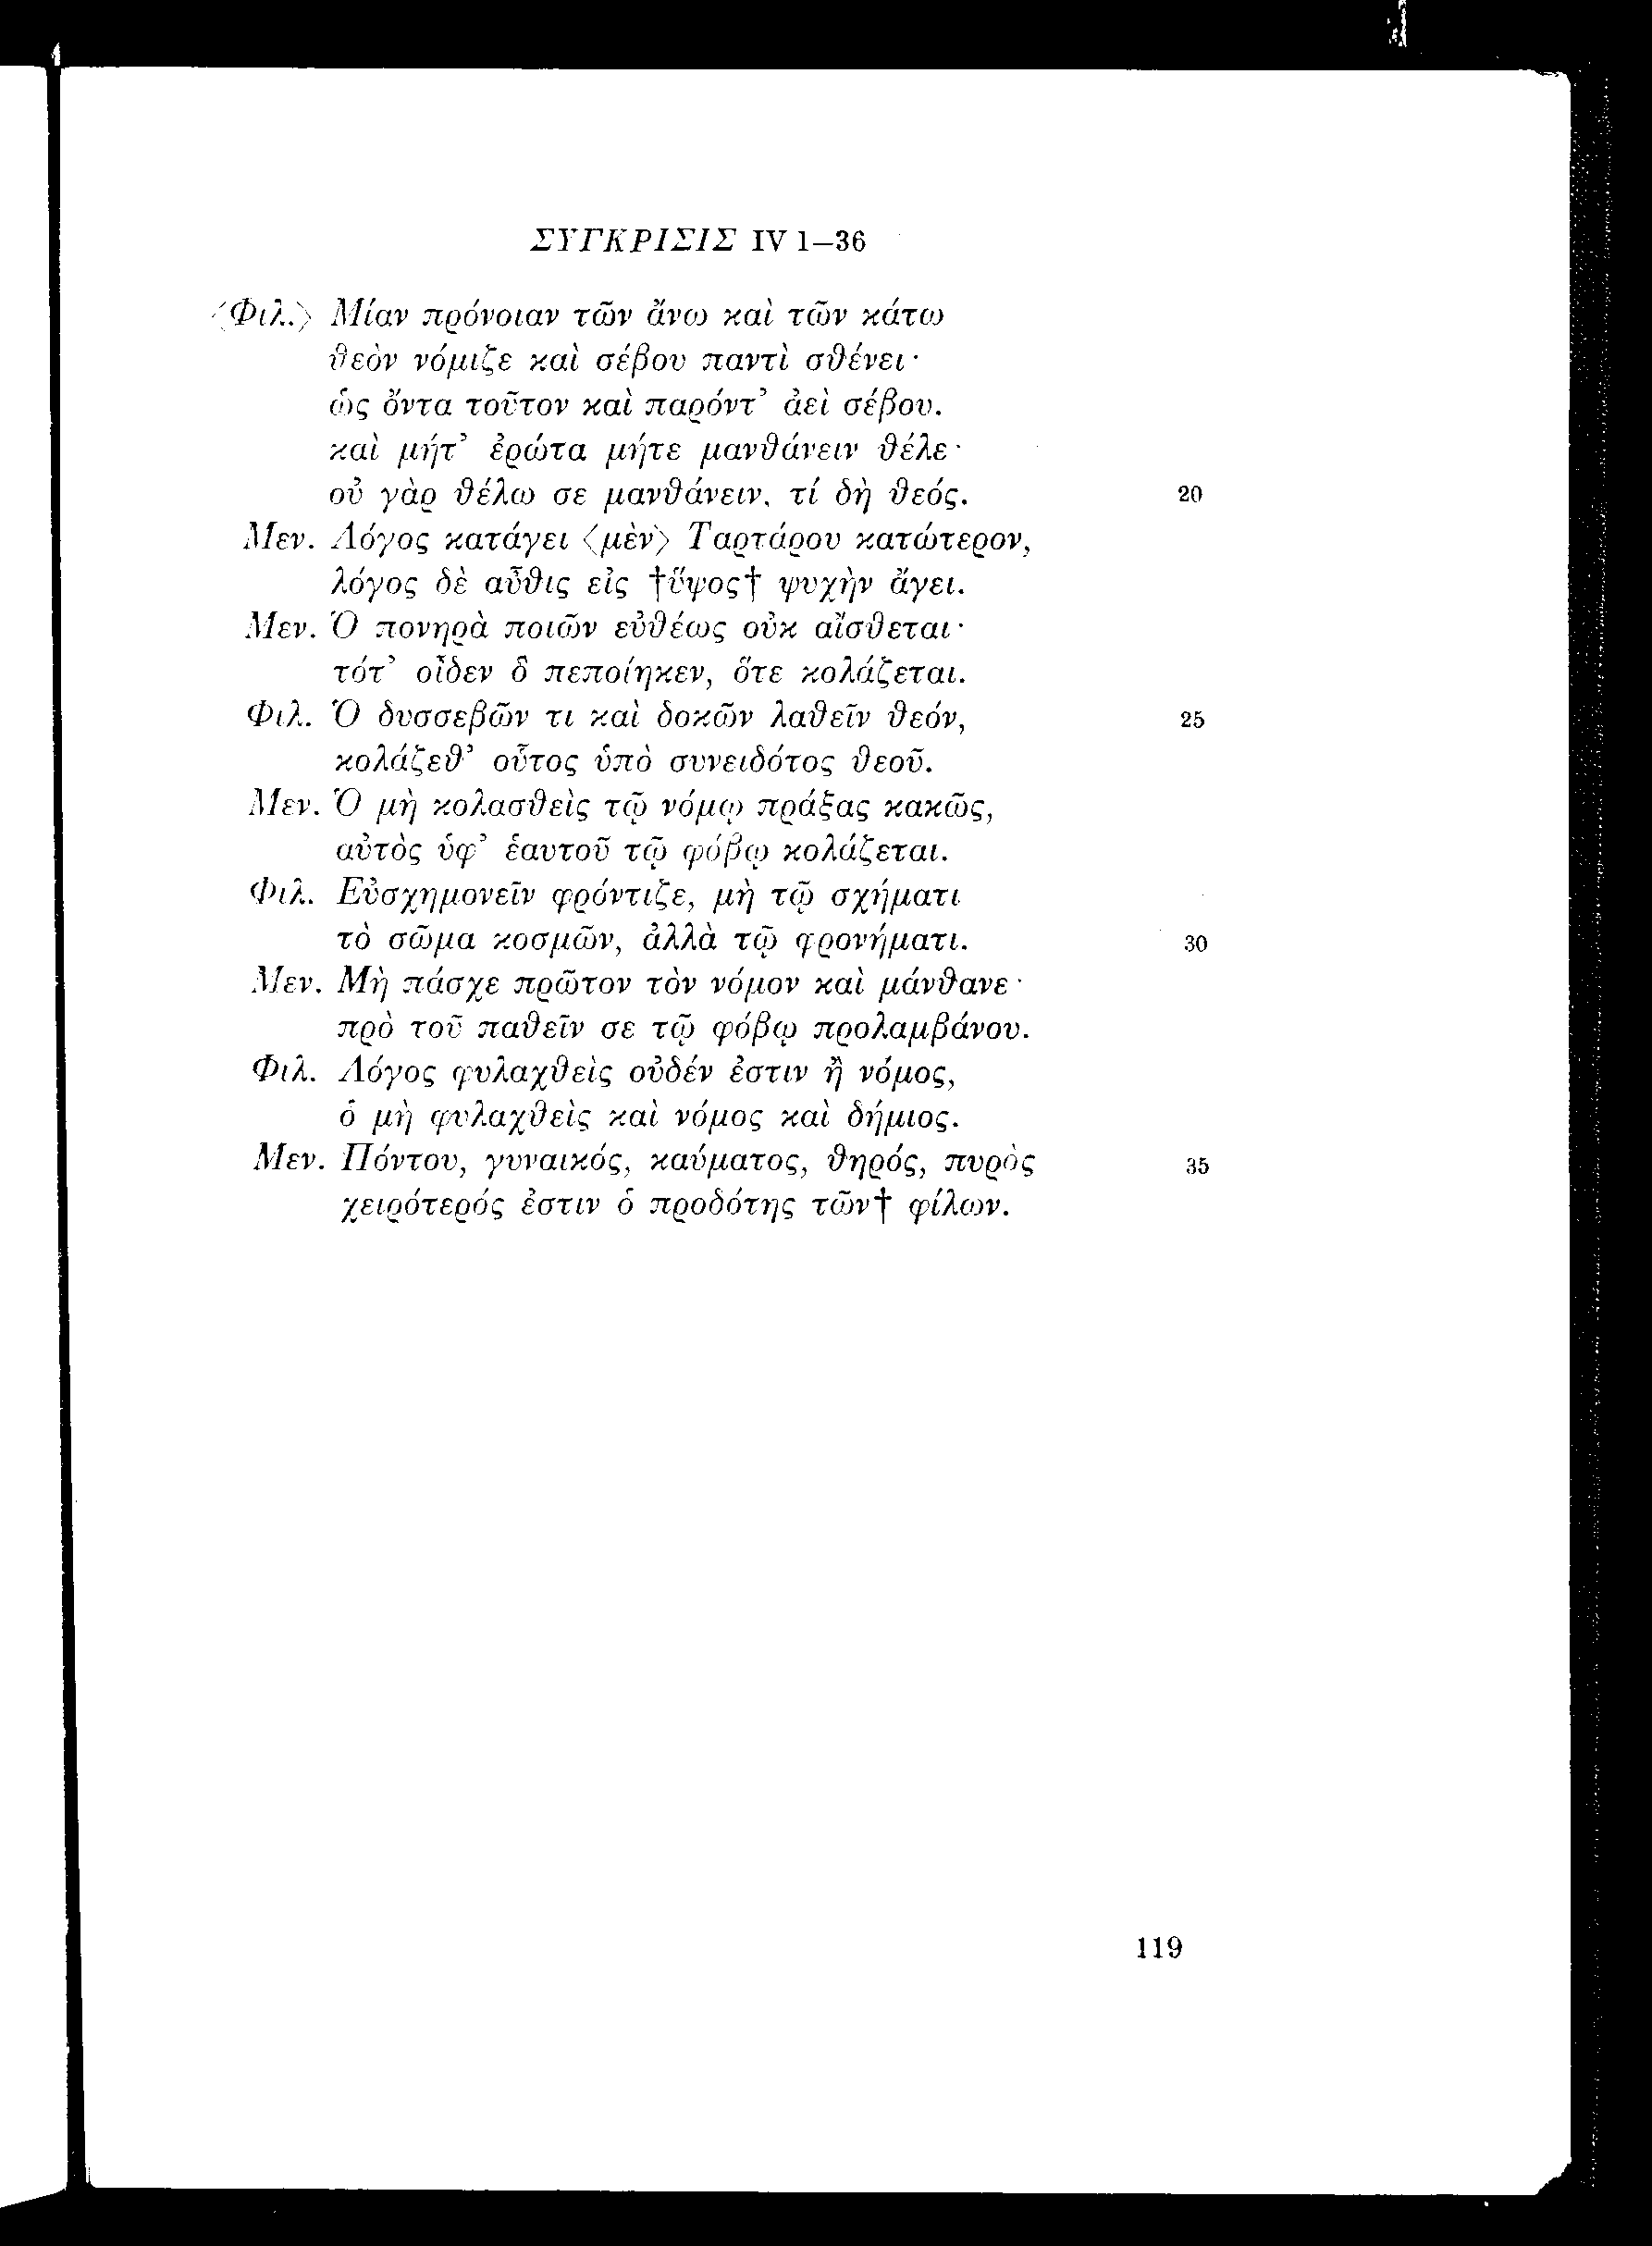 ΣΥΓΚΡΙΣΙΣ IV 1–36
⟨Φιλ.⟩ Μίαν πρόνοιαν τῶν ἄνω καὶ τῶν κάτω
θεὸν νόμιζε καὶ σέβου παντὶ σθένει·
ὡς ὄντα τοῦτον καὶ παρόντ’ ἀεὶ σέβου.
καὶ μήτ’ ἐρώτα μήτε μανθάνειν θέλε·
οὐ γὰρ θέλω σε μανθάνειν, τί δὴ θεός. 20
Μεν. Λόγος κατάγει ⟨μὲν⟩ Ταρτάρου κατώτερον,
λόγος δὲ αὖθις εἰς †ὕψος† ψυχὴν ἄγει.
Μεν. Ὁ πονηρὰ ποιῶν εὐθέως οὐκ αἴσθεται·
τότ’ οἶδεν ὃ πεποίηκεν, ὅτε κολάζεται.
Φιλ. Ὁ δυσσεβῶν τι καὶ δοκῶν λαθεῖν θεόν, 25
κολάζεθ’ οὗτος ὑπὸ συνειδότος θεοῦ.
Μεν. Ὁ μὴ κολασθεὶς τῷ νόμῳ πράξας κακῶς,
αὐτὸς ὑφ’ ἑαυτοῦ τῷ φόβῳ κολάζεται.
Φιλ. Εὐσχημονεῖν φρόντιζε, μὴ τῷ σχήματι
τὸ σῶμα κοσμῶν, ἀλλὰ τῷ φρονήματι. 30
Μεν. Μὴ πάσχε πρῶτον τὸν νόμον καὶ μάνθανε·
πρὸ τοῦ παθεῖν σε τῷ φόβῳ προλαμβάνου.
Φιλ. Λόγος φυλαχθεὶς οὐδέν ἐστιν ἢ νόμος,
ὁ μὴ φυλαχθεὶς καὶ νόμος καὶ δήμιος.
Μεν. Πόντου, γυναικός, καύματος, θηρός, πυρὸς 35
χειρότερός ἐστιν ὁ προδότης τῶν† φίλων.
119